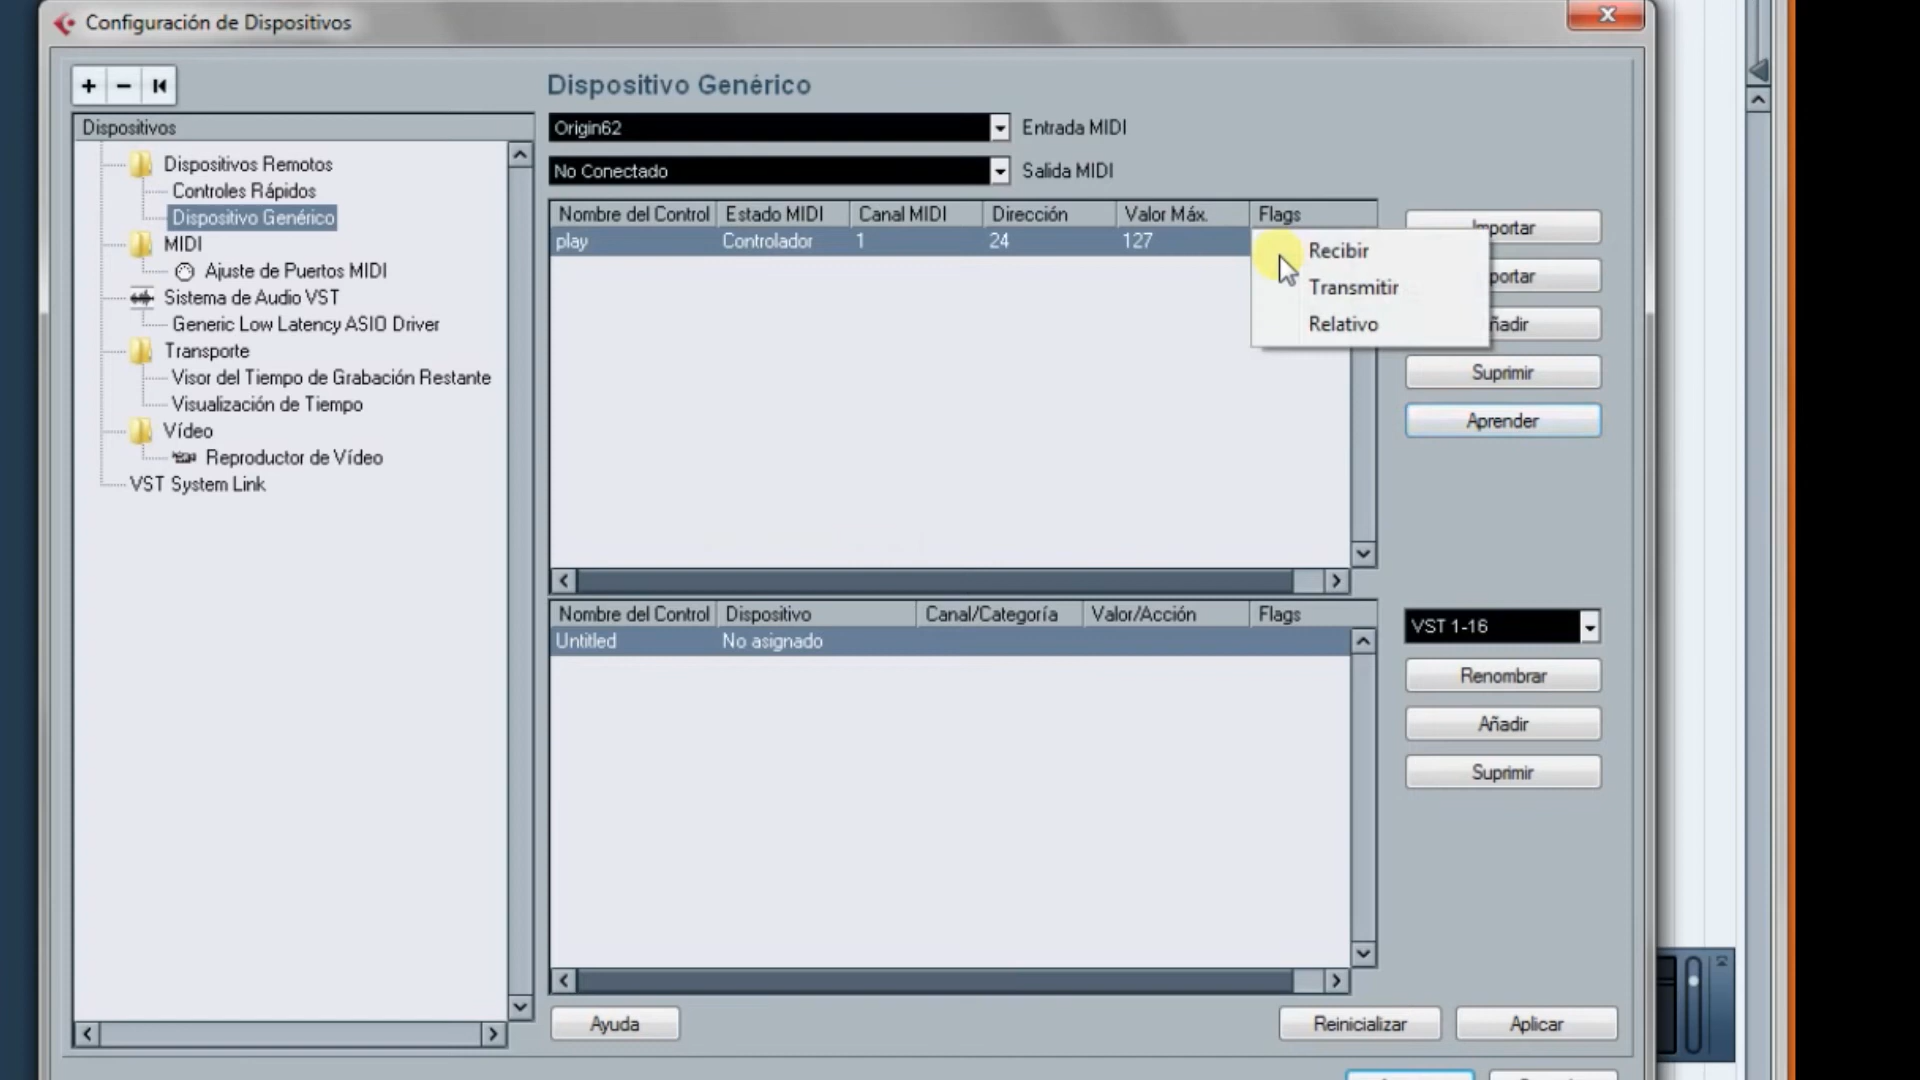 Configuración de Dispositivos
Dispositivo Genérico
Dispositivos
Dispositivos Remotos
Controles Rápidos
Dispositivo Genérico
MIDI
Ajuste de Puertos MIDI
Sistema de Audio VST
Generic Low Latency ASIO Driver
Transporte
Visor del Tiempo de Grabación Restante
Visualización de Tiempo
Vídeo
Reproductor de Vídeo
VST System Link
Origin62 Entrada MIDI
No Conectado Salida MIDI
Nombre del Control Estado MIDI Canal MIDI Dirección Valor Máx. Flags
play Controlador 1 24 127
Recibir
Transmitir
Relativo
Importar
portar
ñadir
Suprimir
Aprender
Nombre del Control Dispositivo Canal/Categoría Valor/Acción Flags
Untitled No asignado
VST 1-16
Renombrar
Añadir
Suprimir
Ayuda Reinicializar Aplicar